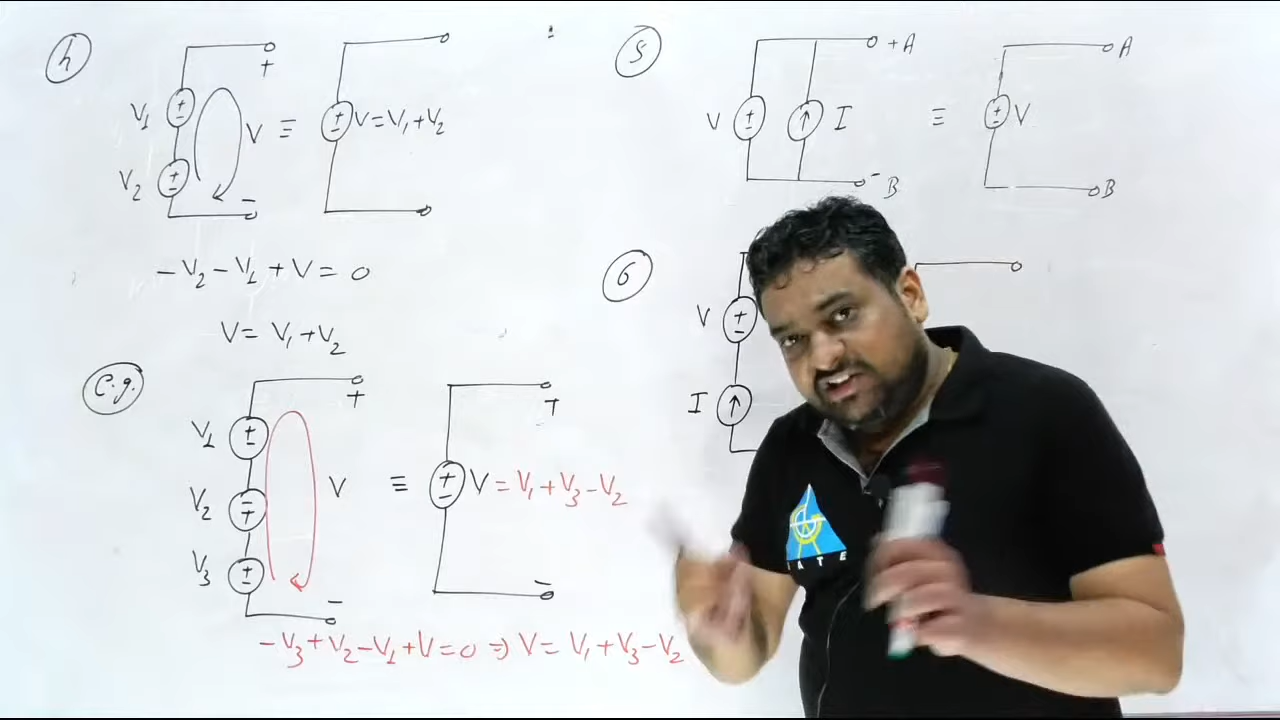 4
V₁
V₂
+
V
-
≡
V=V₁+V₂
-V₂-V₁+V=0
V=V₁+V₂
e.g.
V₁
V₂
V₃
+
V
-
≡
+
V=V₁+V₃-V₂
-
-V₃+V₂-V₁+V=0⇒V=V₁+V₃-V₂
5
V
I
+A
-B
≡
V
A
B
6
V
I
IATE